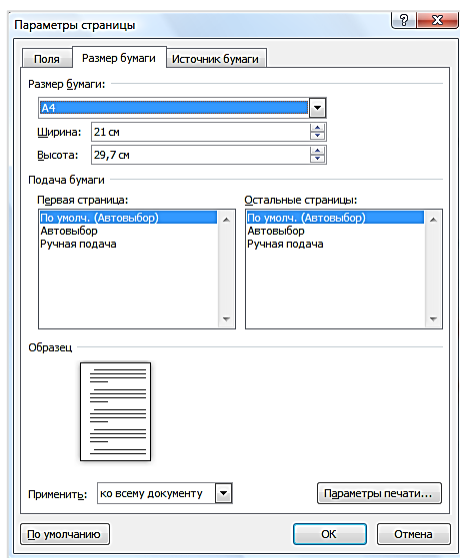 Параметры страницы
Поля Размер бумаги Источник бумаги
Размер бумаги:
A4
Ширина: 21 см
Высота: 29,7 см
Подача бумаги
Первая страница: Остальные страницы:
По умолч. (Автовыбор) По умолч. (Автовыбор)
Автовыбор Автовыбор
Ручная подача Ручная подача
Образец
Применить: ко всему документу Параметры печати...
По умолчанию ОК Отмена